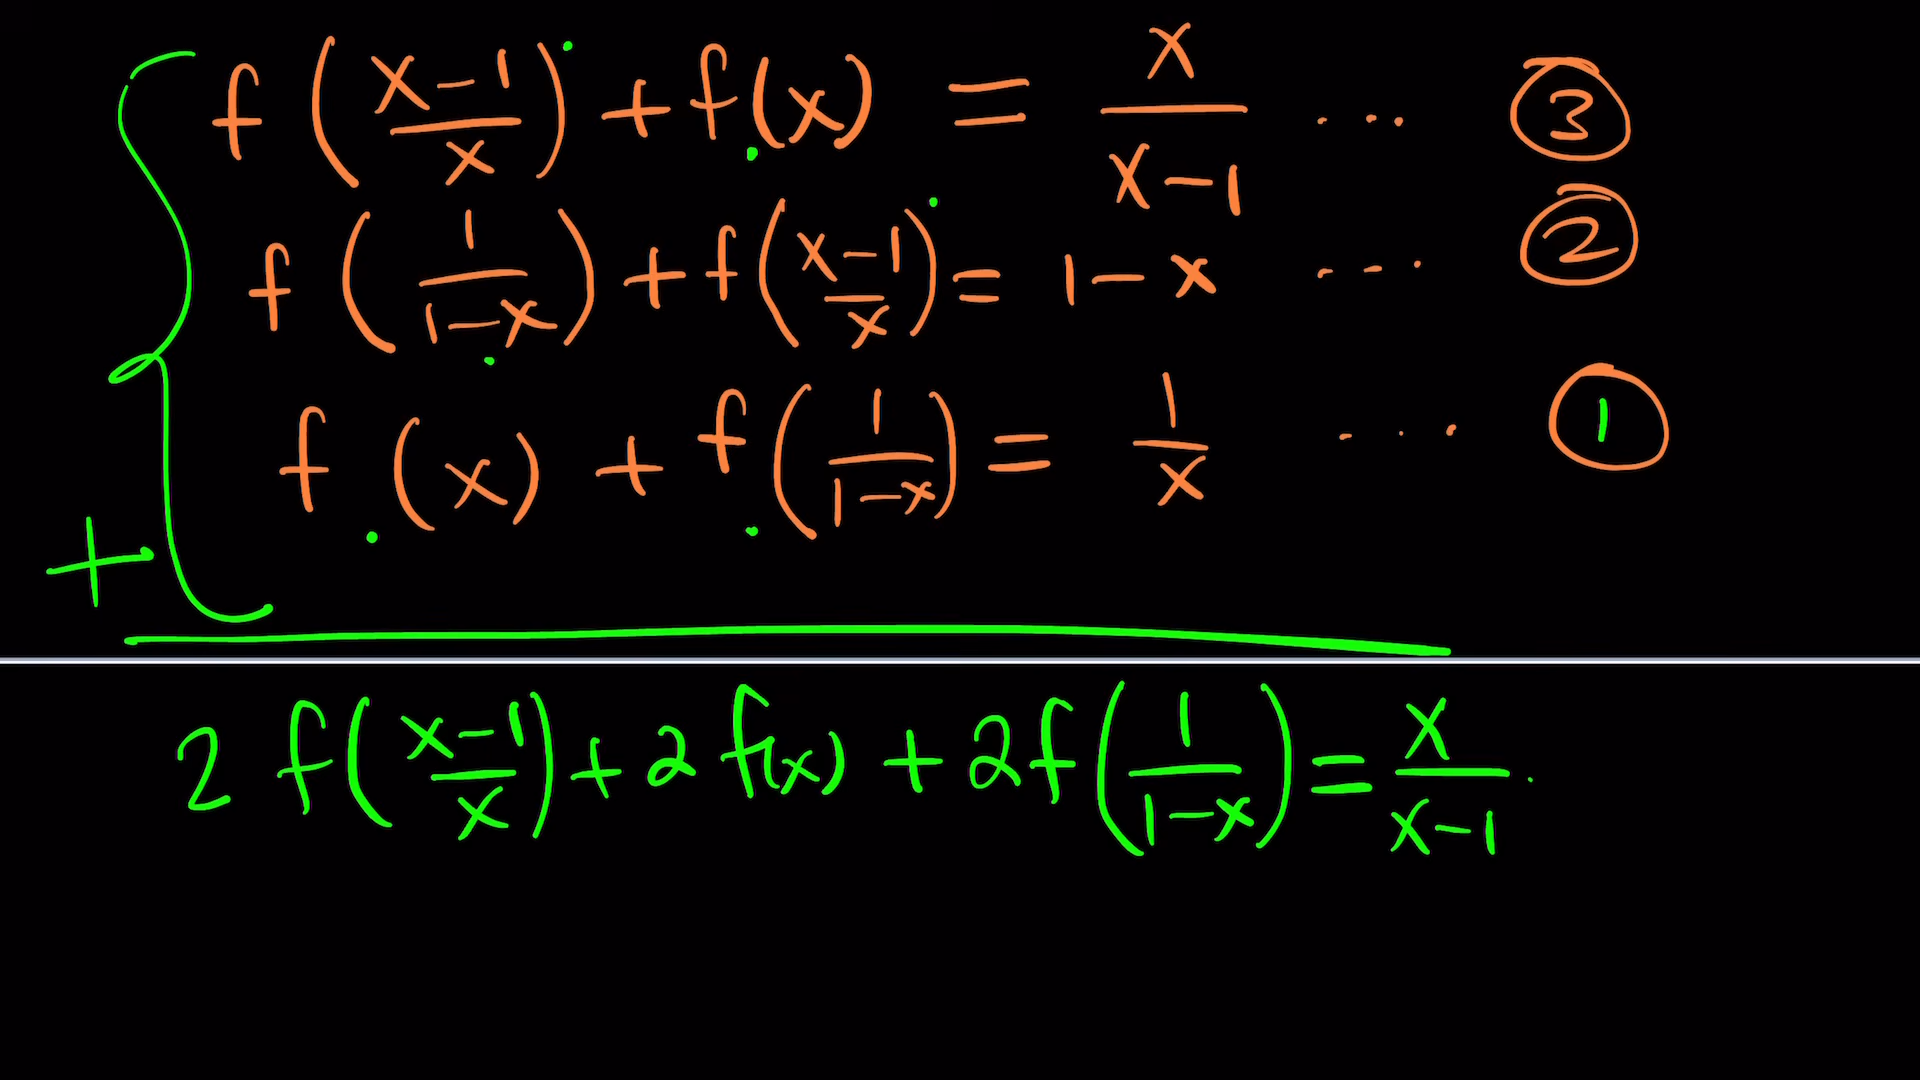 f((x-1)/x) + f(x) = x/(x-1) ... ③
f(1/(1-x)) + f((x-1)/x) = 1-x ... ②
f(x) + f(1/(1-x)) = 1/x ... ①
+
2f((x-1)/x) + 2f(x) + 2f(1/(1-x)) = x/(x-1)